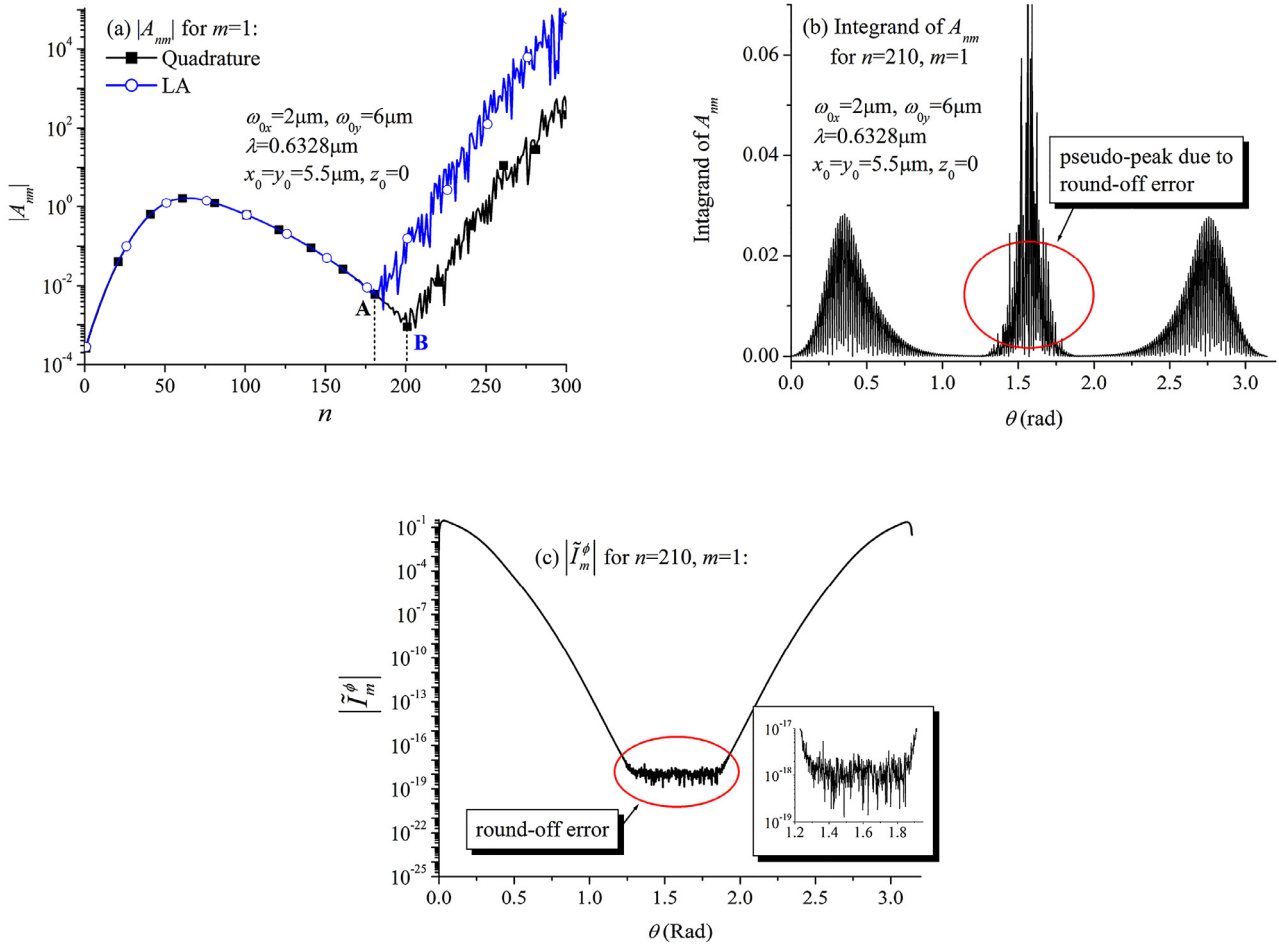 (a) |Anm| for m=1:
Quadrature
LA
ω0x=2μm, ω0y=6μm
λ=0.6328μm
x0=y0=5.5μm, z0=0
A
B
10^4
10^2
10^0
10^-2
10^-4
|Anm|
0 50 100 150 200 250 300
n
(b) Integrand of Anm
for n=210, m=1
ω0x=2μm, ω0y=6μm
λ=0.6328μm
x0=y0=5.5μm, z0=0
pseudo-peak due to
round-off error
0.06
0.04
0.02
0.00
Intagrand of Anm
0.0 0.5 1.0 1.5 2.0 2.5 3.0
θ (rad)
(c) |Ĩmϕ| for n=210, m=1:
10^-1
10^-4
10^-7
10^-10
10^-13
10^-16
10^-19
10^-22
10^-25
|Ĩmϕ|
round-off error
10^-17
10^-18
10^-19
1.2 1.4 1.6 1.8
0.0 0.5 1.0 1.5 2.0 2.5 3.0
θ (Rad)